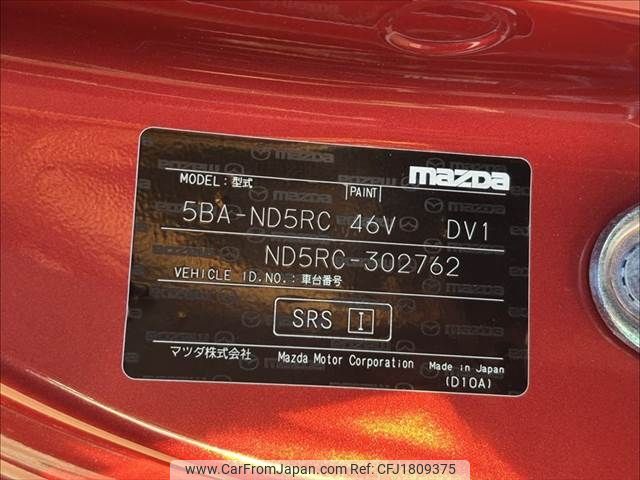 mazda
MODEL:型式 PAINT
5BA-ND5RC 46V DV1
ND5RC-302762
VEHICLE ID.NO.:車台番号
SRS I
マツダ株式会社 Mazda Motor Corporation Made in Japan
(D10A)
www.CarFromJapan.com Ref: CFJ1809375